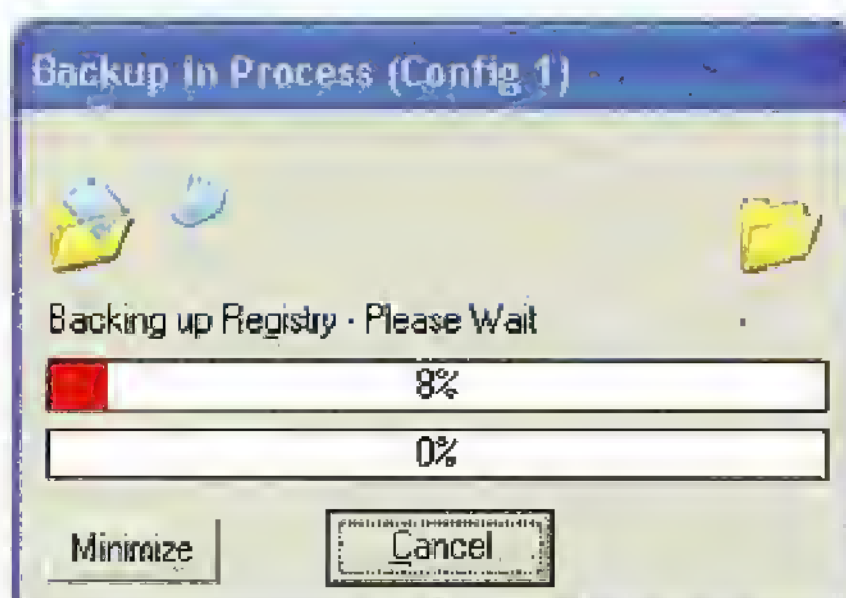 Backup in Process (Config 1)
Backing up Registry - Please Wait
8%
0%
Minimize Cancel